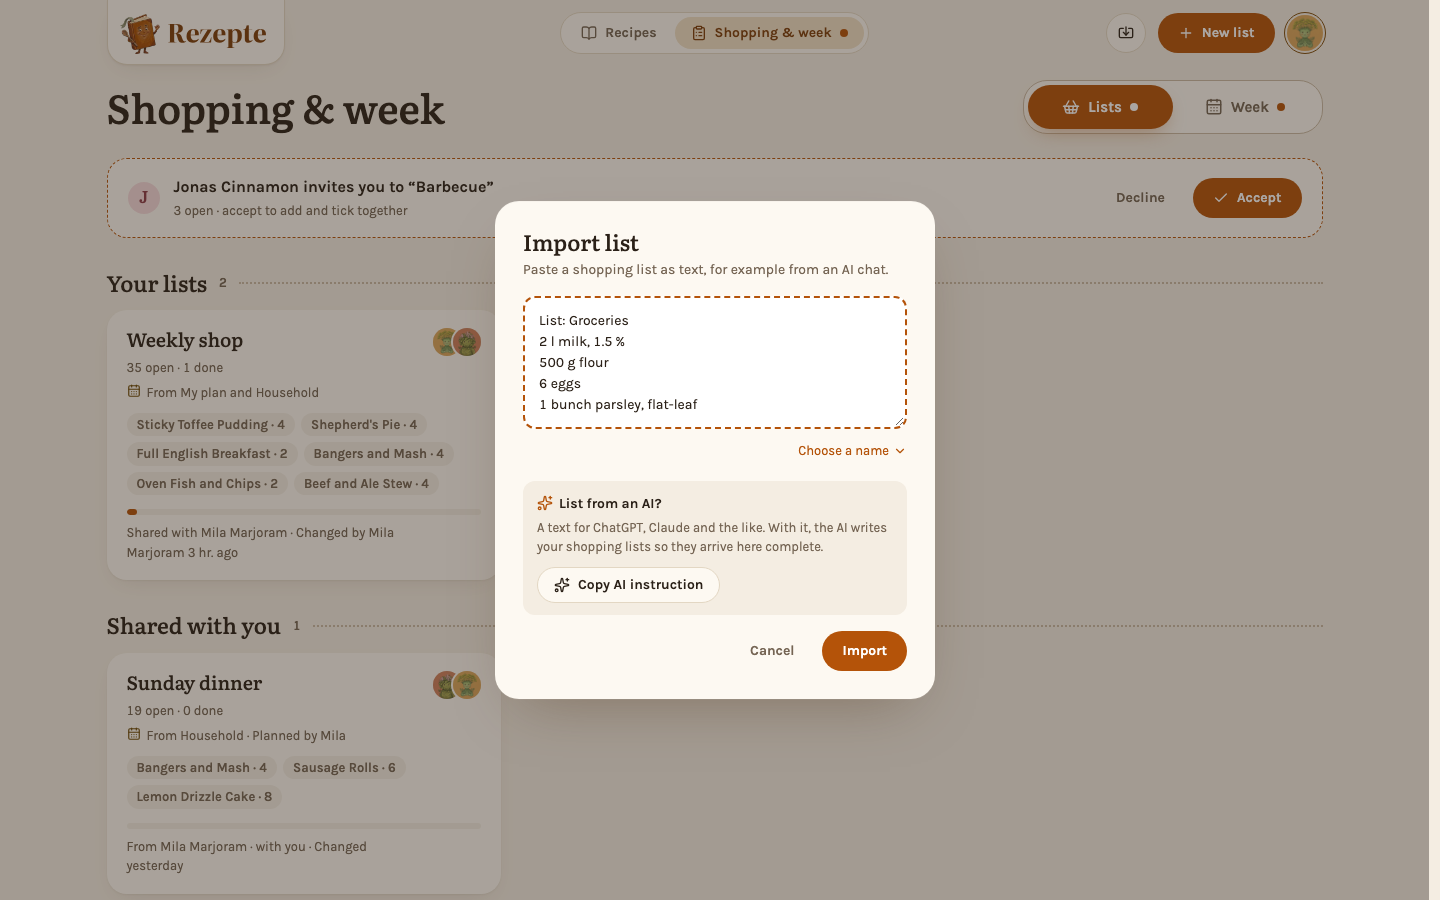 Rezepte
Recipes
Shopping & week
New list
Shopping & week
Lists
Week
J
Jonas Cinnamon invites you to “Barbecue”
3 open · accept to add and tick together
Decline
Accept
Your lists 2
Weekly shop
35 open · 1 done
From My plan and Household
Sticky Toffee Pudding · 4
Shepherd's Pie · 4
Full English Breakfast · 2
Bangers and Mash · 4
Oven Fish and Chips · 2
Beef and Ale Stew · 4
Shared with Mila Marjoram · Changed by Mila
Marjoram 3 hr. ago
Shared with you 1
Sunday dinner
19 open · 0 done
From Household · Planned by Mila
Bangers and Mash · 4
Sausage Rolls · 6
Lemon Drizzle Cake · 8
From Mila Marjoram · with you · Changed
yesterday
Import list
Paste a shopping list as text, for example from an AI chat.
List: Groceries
2 l milk, 1.5 %
500 g flour
6 eggs
1 bunch parsley, flat-leaf
Choose a name
List from an AI?
A text for ChatGPT, Claude and the like. With it, the AI writes
your shopping lists so they arrive here complete.
Copy AI instruction
Cancel
Import